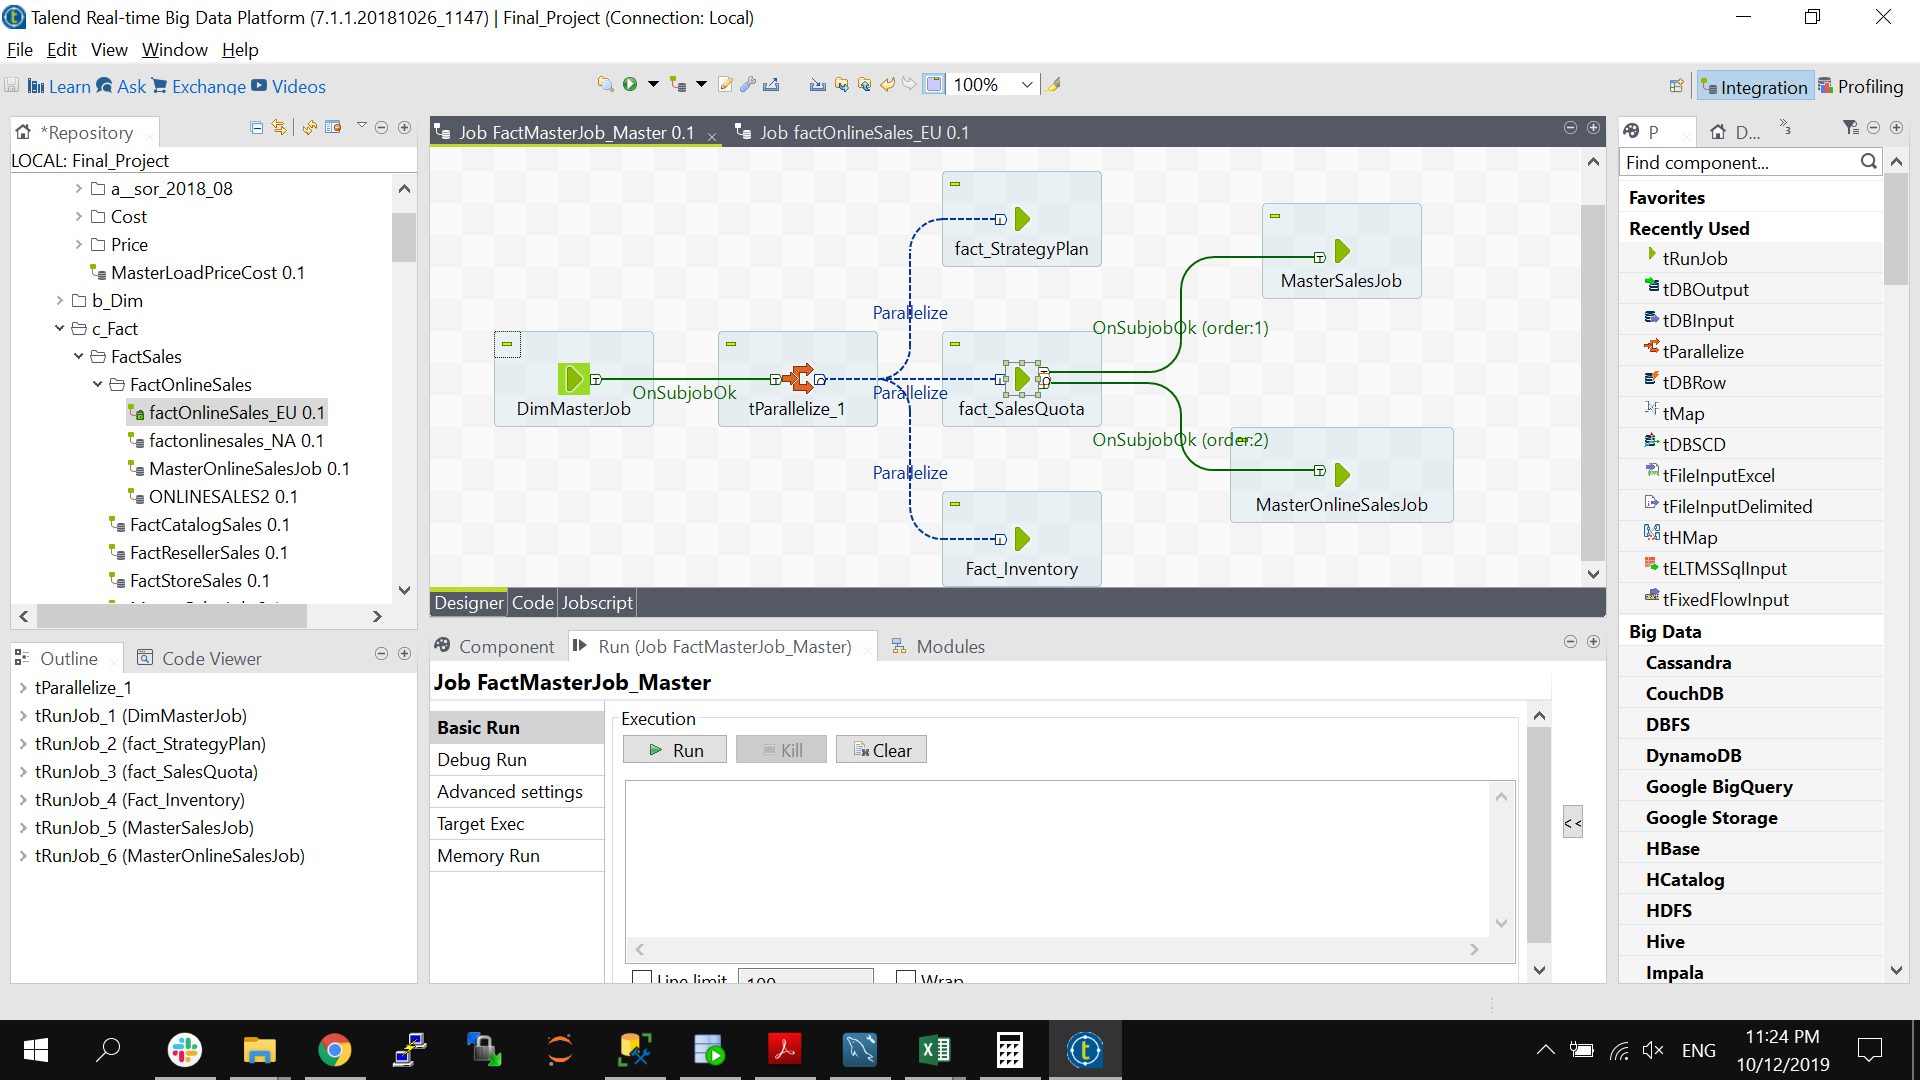 Talend Real-time Big Data Platform (7.1.1.20181026_1147) | Final_Project (Connection: Local)
File Edit View Window Help
Learn Ask Exchange Videos
100%
Integration Profiling
*Repository
LOCAL: Final_Project
a__sor_2018_08
Cost
Price
MasterLoadPriceCost 0.1
b_Dim
c_Fact
FactSales
FactOnlineSales
factOnlineSales_EU 0.1
factonlinesales_NA 0.1
MasterOnlineSalesJob 0.1
ONLINESALES2 0.1
FactCatalogSales 0.1
FactResellerSales 0.1
FactStoreSales 0.1
Outline Code Viewer
tParallelize_1
tRunJob_1 (DimMasterJob)
tRunJob_2 (fact_StrategyPlan)
tRunJob_3 (fact_SalesQuota)
tRunJob_4 (Fact_Inventory)
tRunJob_5 (MasterSalesJob)
tRunJob_6 (MasterOnlineSalesJob)
Job FactMasterJob_Master 0.1 Job factOnlineSales_EU 0.1
fact_StrategyPlan
MasterSalesJob
Parallelize
OnSubjobOk (order:1)
OnSubjobOk
Parallelize
DimMasterJob
tParallelize_1
fact_SalesQuota
OnSubjobOk (order:2)
Parallelize
MasterOnlineSalesJob
Fact_Inventory
Designer Code Jobscript
Component Run (Job FactMasterJob_Master) Modules
Job FactMasterJob_Master
Basic Run
Debug Run
Advanced settings
Target Exec
Memory Run
Execution
Run Kill Clear
<<
Line limit 100 Wrap
P D... »3
Find component...
Favorites
Recently Used
tRunJob
tDBOutput
tDBInput
tParallelize
tDBRow
tMap
tDBSCD
tFileInputExcel
tFileInputDelimited
tHMap
tELTMSSqlInput
tFixedFlowInput
Big Data
Cassandra
CouchDB
DBFS
DynamoDB
Google BigQuery
Google Storage
HBase
HCatalog
HDFS
Hive
Impala
ENG
11:24 PM
10/12/2019